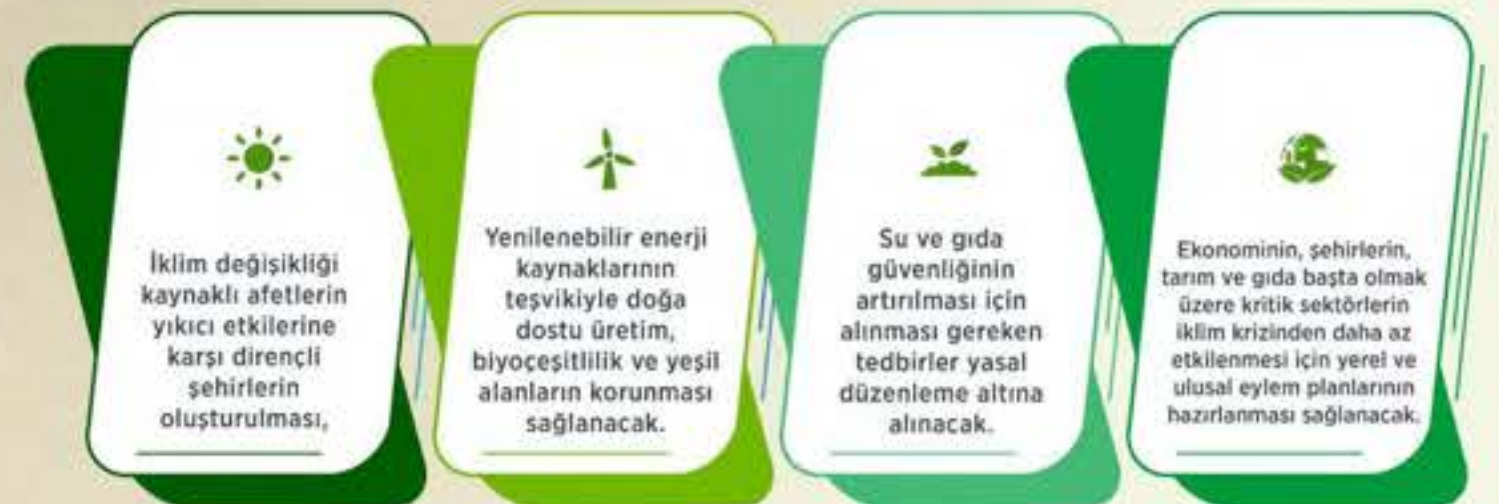 İklim değişikliği
kaynaklı afetlerin
yıkıcı etkilerine
karşı dirençli
şehirlerin
oluşturulması,
Yenilenebilir enerji
kaynaklarının
teşvikiyle doğa
dostu üretim,
biyoçeşitlilik ve yeşil
alanların korunması
sağlanacak.
Su ve gıda
güvenliğinin
artırılması için
alınması gereken
tedbirler yasal
düzenleme altına
alınacak.
Ekonominin, şehirlerin,
tarım ve gıda başta olmak
üzere kritik sektörlerin
iklim krizinden daha az
etkilenmesi için yerel ve
ulusal eylem planlarının
hazırlanması sağlanacak.